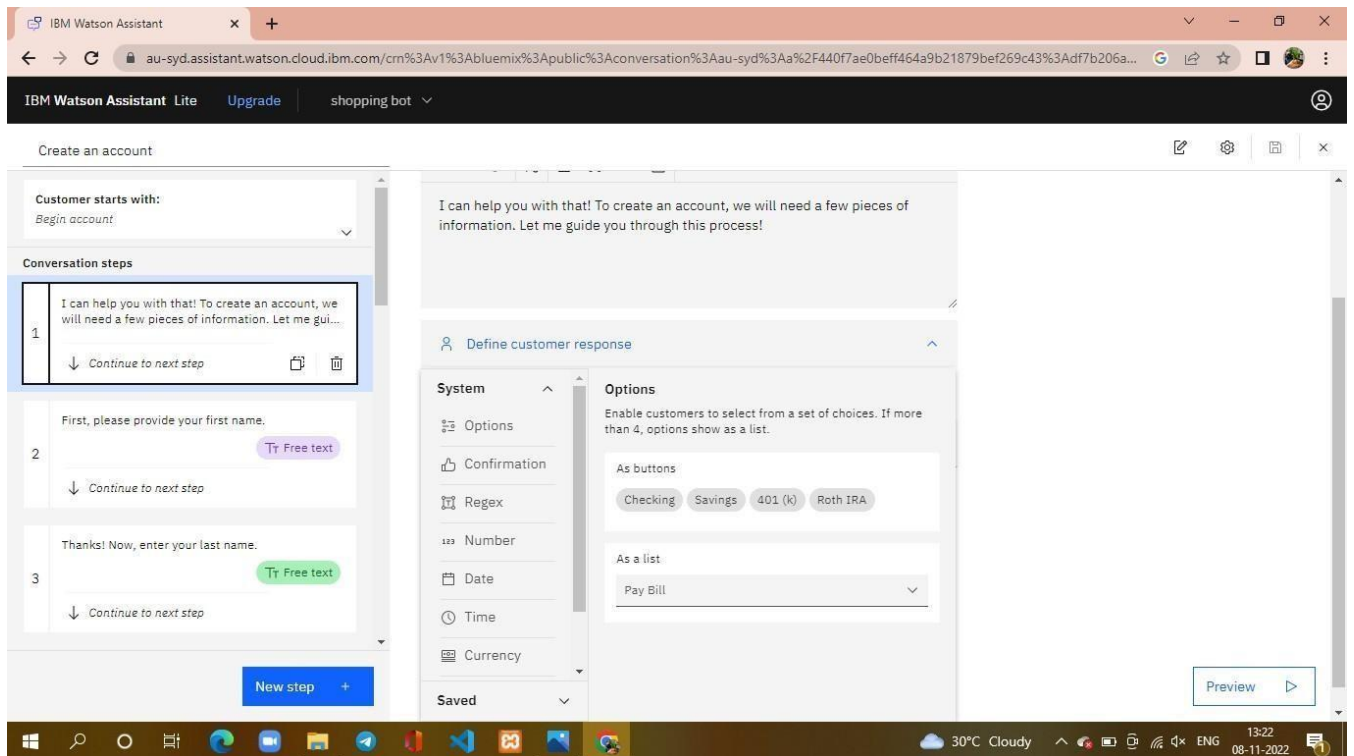 IBM Watson Assistant
au-syd.assistant.watson.cloud.ibm.com/crn%3Av1%3Abluemix%3Apublic%3Aconversation%3Aau-syd%3Aa%2F440f7ae0beff464a9b21879bef269c43%3Adf7b206a...
IBM Watson Assistant Lite Upgrade shopping bot
Create an account
Customer starts with:
Begin account
Conversation steps
1
I can help you with that! To create an account, we
will need a few pieces of information. Let me gui...
Continue to next step
2
First, please provide your first name.
Free text
Continue to next step
3
Thanks! Now, enter your last name.
Free text
Continue to next step
New step +
I can help you with that! To create an account, we will need a few pieces of
information. Let me guide you through this process!
Define customer response
System
Options
Confirmation
Regex
123 Number
Date
Time
Currency
Saved
Options
Enable customers to select from a set of choices. If more
than 4, options show as a list.
As buttons
Checking Savings 401 (k) Roth IRA
As a list
Pay Bill
Preview
30°C Cloudy ENG 13:22
08-11-2022